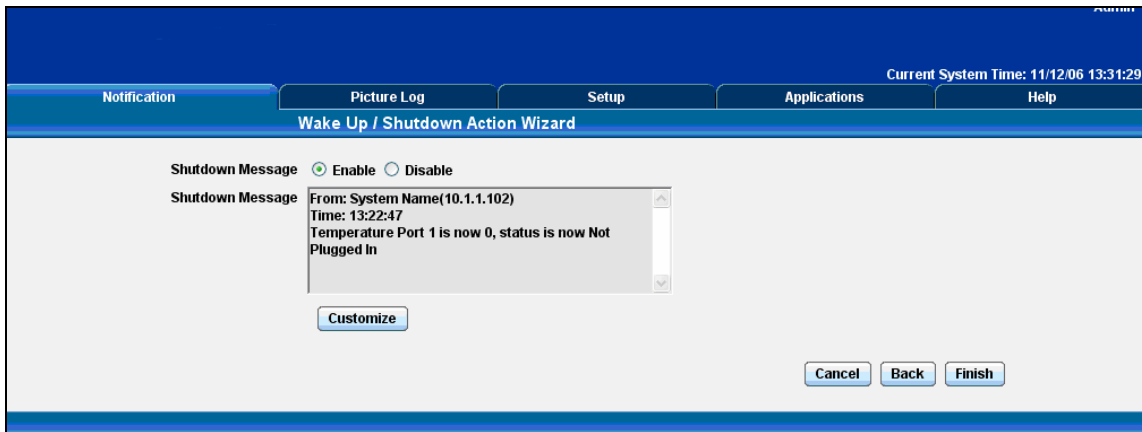 Admin
Current System Time: 11/12/06 13:31:29
Notification Picture Log Setup Applications Help
Wake Up / Shutdown Action Wizard
Shutdown Message Enable Disable
Shutdown Message
From: System Name(10.1.1.102)
Time: 13:22:47
Temperature Port 1 is now 0, status is now Not
Plugged In
Customize
Cancel Back Finish